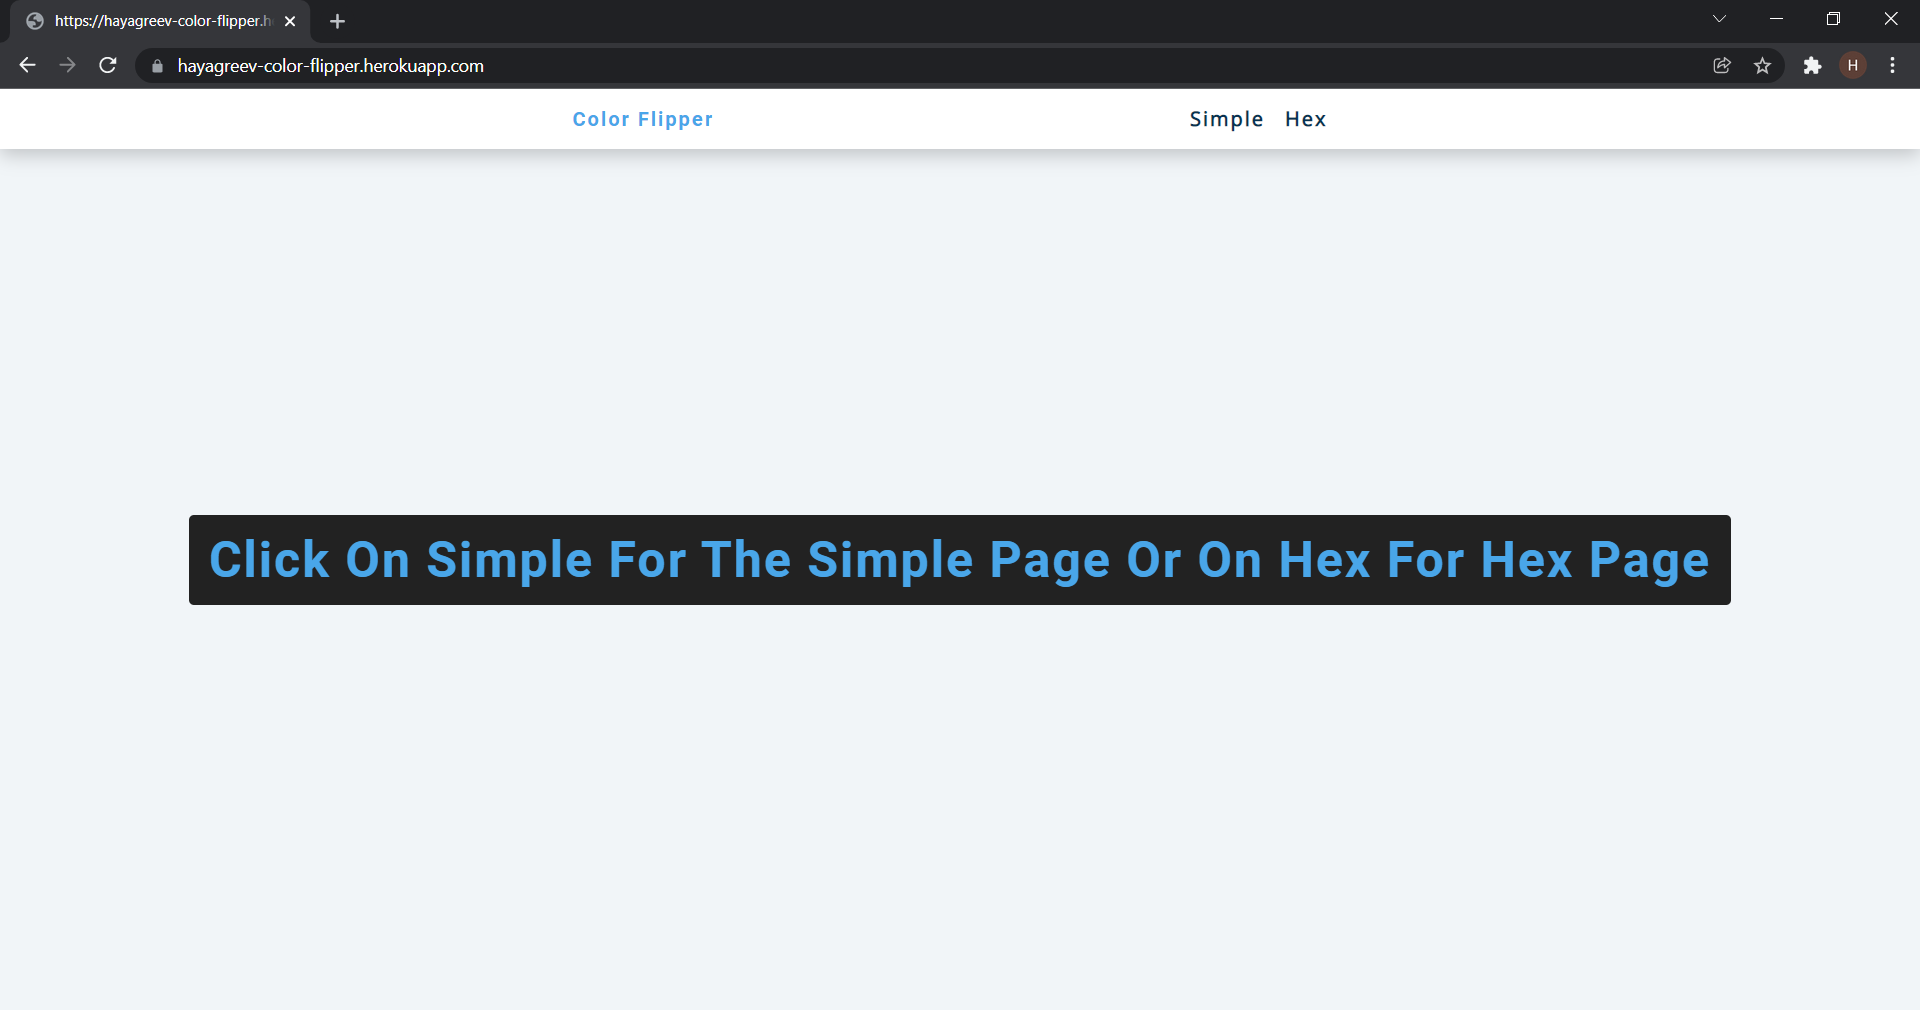 https://hayagreev-color-flipper.h
hayagreev-color-flipper.herokuapp.com
H
Color Flipper
Simple Hex
Click On Simple For The Simple Page Or On Hex For Hex Page